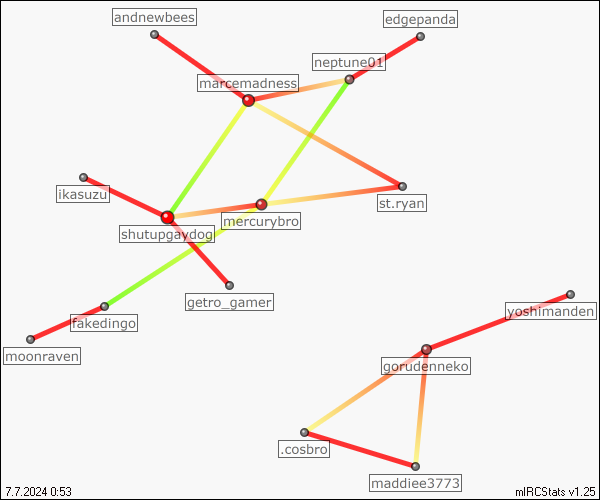 andnewbees
edgepanda
neptune01
marcemadness
ikasuzu
st.ryan
mercurybro
shutupgaydog
getro_gamer
yoshimanden
fakedingo
moonraven
gorudenneko
.cosbro
maddiee3773
7.7.2024 0:53
mIRCStats v1.25